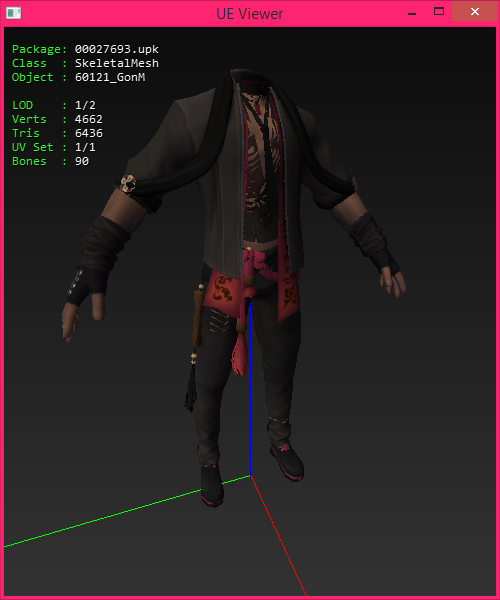 UE Viewer
Package: 00027693.upk
Class  : SkeletalMesh
Object : 60121_GonM
LOD    : 1/2
Verts  : 4662
Tris   : 6436
UV Set : 1/1
Bones  : 90